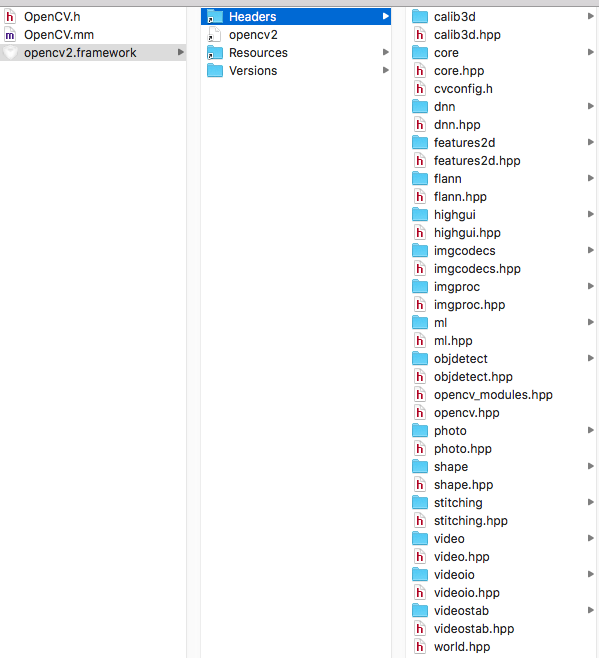 OpenCV.h
OpenCV.mm
opencv2.framework
Headers
opencv2
Resources
Versions
calib3d
calib3d.hpp
core
core.hpp
cvconfig.h
dnn
dnn.hpp
features2d
features2d.hpp
flann
flann.hpp
highgui
highgui.hpp
imgcodecs
imgcodecs.hpp
imgproc
imgproc.hpp
ml
ml.hpp
objdetect
objdetect.hpp
opencv_modules.hpp
opencv.hpp
photo
photo.hpp
shape
shape.hpp
stitching
stitching.hpp
video
video.hpp
videoio
videoio.hpp
videostab
videostab.hpp
world.hpp